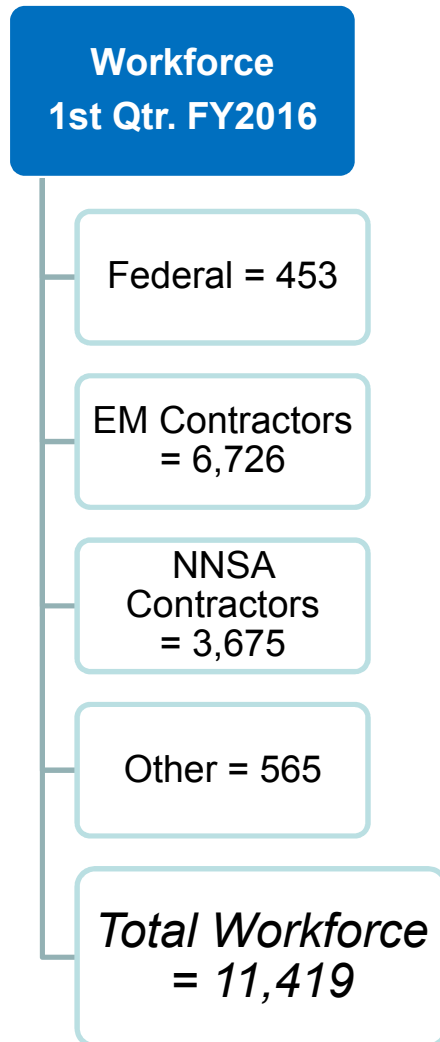 Workforce
1st Qtr. FY2016
Federal = 453
EM Contractors
= 6,726
NNSA
Contractors
= 3,675
Other = 565
Total Workforce
= 11,419